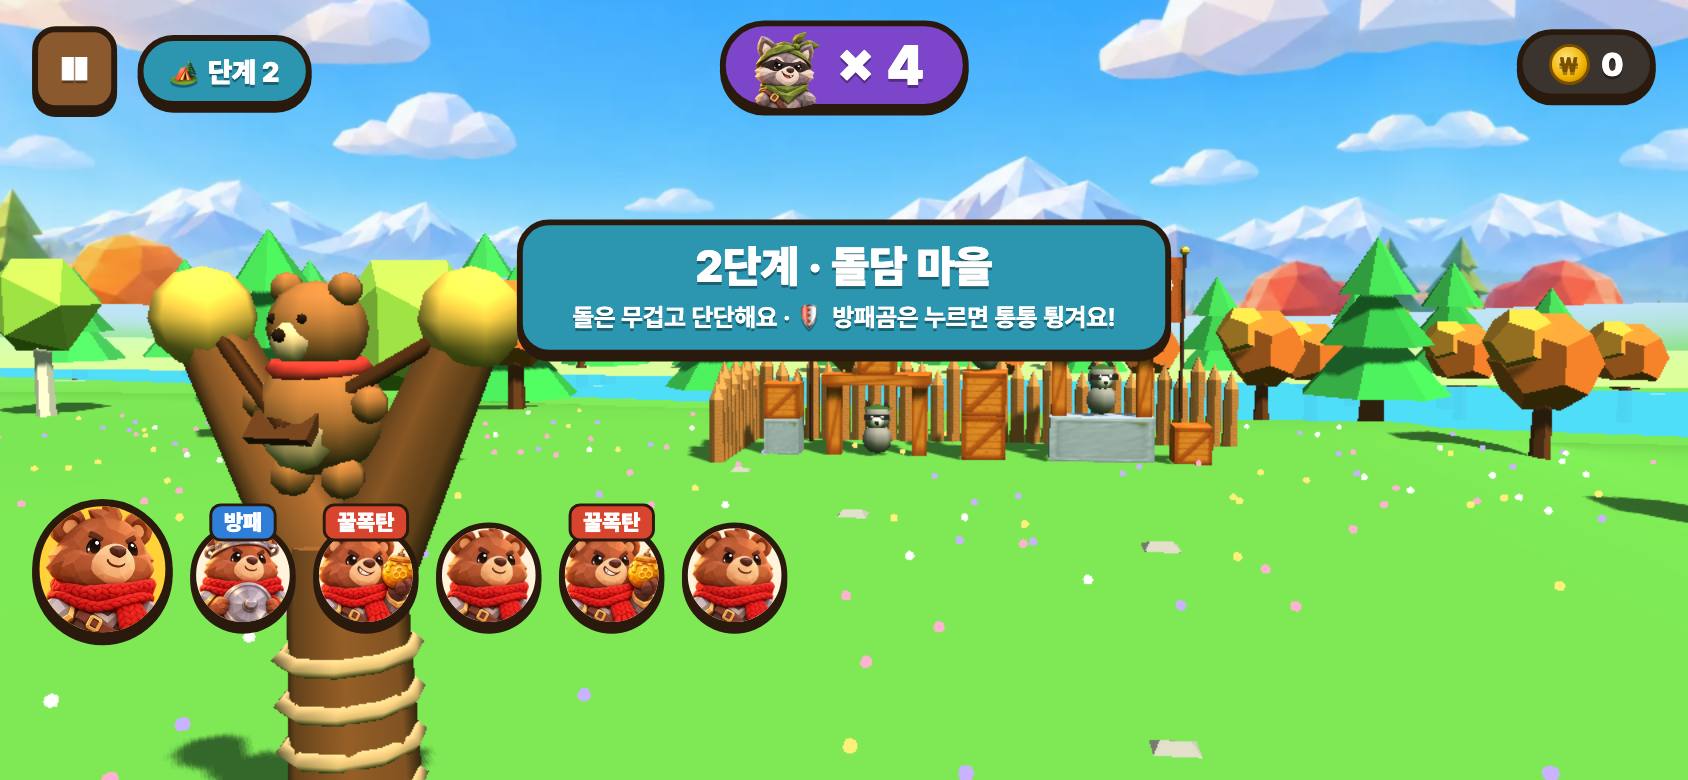 단계 2
× 4
₩ 0
2단계 · 돌담 마을
돌은 무겁고 단단해요 · 방패곰은 누르면 통통 튕겨요!
방패
꿀폭탄
꿀폭탄